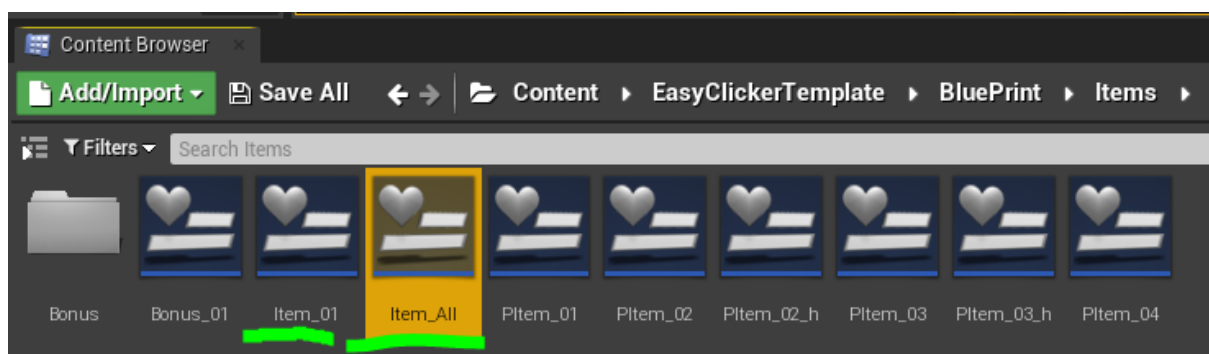 Content Browser ×
Add/Import Save All Content EasyClickerTemplate BluePrint Items
Filters Search Items
Bonus Bonus_01 Item_01 Item_All PItem_01 PItem_02 PItem_02_h PItem_03 PItem_03_h PItem_04